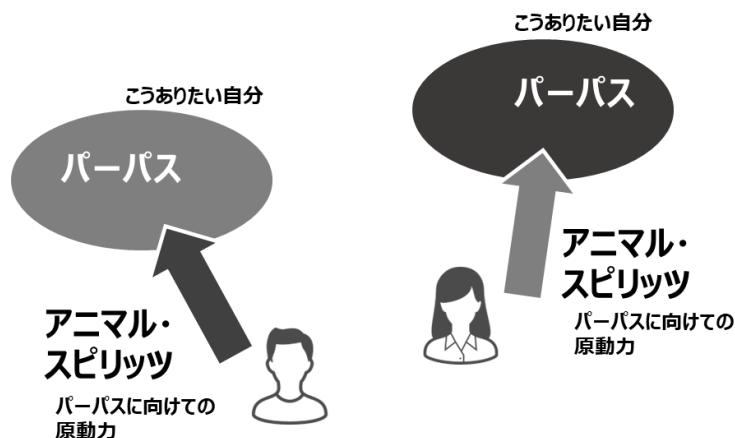 こうありたい自分
パーパス
アニマル・
スピリッツ
パーパスに向けての
原動力
こうありたい自分
パーパス
アニマル・
スピリッツ
パーパスに向けての
原動力